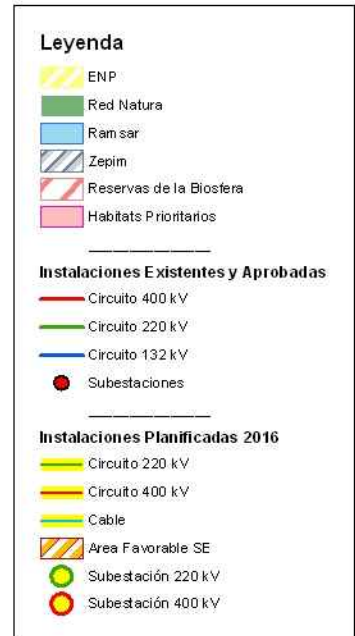 Leyenda
ENP
Red Natura
Ramsar
Zepim
Reservas de la Biosfera
Habitats Prioritarios
Instalaciones Existentes y Aprobadas
Circuito 400 kV
Circuito 220 kV
Circuito 132 kV
Subestaciones
Instalaciones Planificadas 2016
Circuito 220 kV
Circuito 400 kV
Cable
Area Favorable SE
Subestación 220 kV
Subestación 400 kV